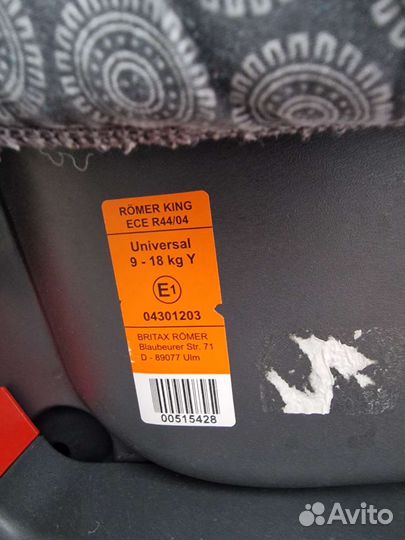 RÖMER KING
ECE R44/04
Universal
9 - 18 kg Y
E1
04301203
BRITAX RÖMER
Blaubeurer Str. 71
D - 89077 Ulm
00515428
Avito